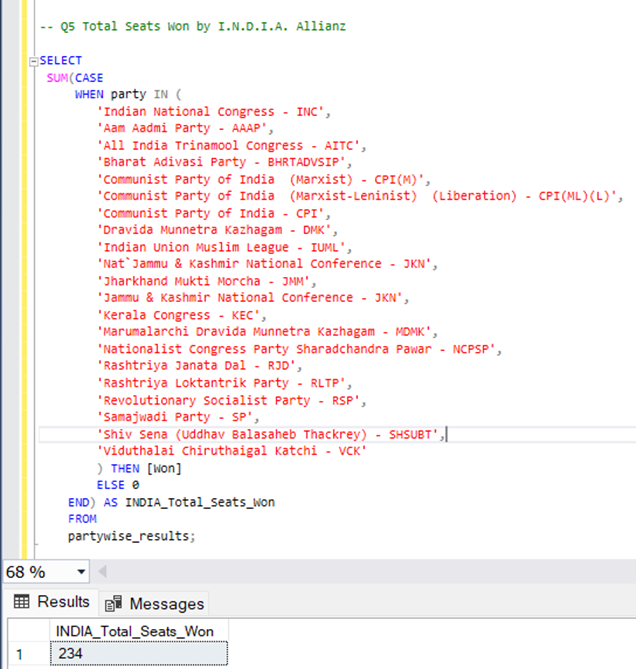 -- Q5 Total Seats Won by I.N.D.I.A. Allianz
SELECT
SUM(CASE
WHEN party IN (
'Indian National Congress - INC',
'Aam Aadmi Party - AAAP',
'All India Trinamool Congress - AITC',
'Bharat Adivasi Party - BHRTADVSIP',
'Communist Party of India  (Marxist) - CPI(M)',
'Communist Party of India  (Marxist-Leninist)  (Liberation) - CPI(ML)(L)',
'Communist Party of India - CPI',
'Dravida Munnetra Kazhagam - DMK',
'Indian Union Muslim League - IUML',
'Nat`Jammu & Kashmir National Conference - JKN',
'Jharkhand Mukti Morcha - JMM',
'Jammu & Kashmir National Conference - JKN',
'Kerala Congress - KEC',
'Marumalarchi Dravida Munnetra Kazhagam - MDMK',
'Nationalist Congress Party Sharadchandra Pawar - NCPSP',
'Rashtriya Janata Dal - RJD',
'Rashtriya Loktantrik Party - RLTP',
'Revolutionary Socialist Party - RSP',
'Samajwadi Party - SP',
'Shiv Sena (Uddhav Balasaheb Thackrey) - SHSUBT',
'Viduthalai Chiruthaigal Katchi - VCK'
) THEN [Won]
ELSE 0
END) AS INDIA_Total_Seats_Won
FROM
partywise_results;
68 %
Results Messages
INDIA_Total_Seats_Won
1 234